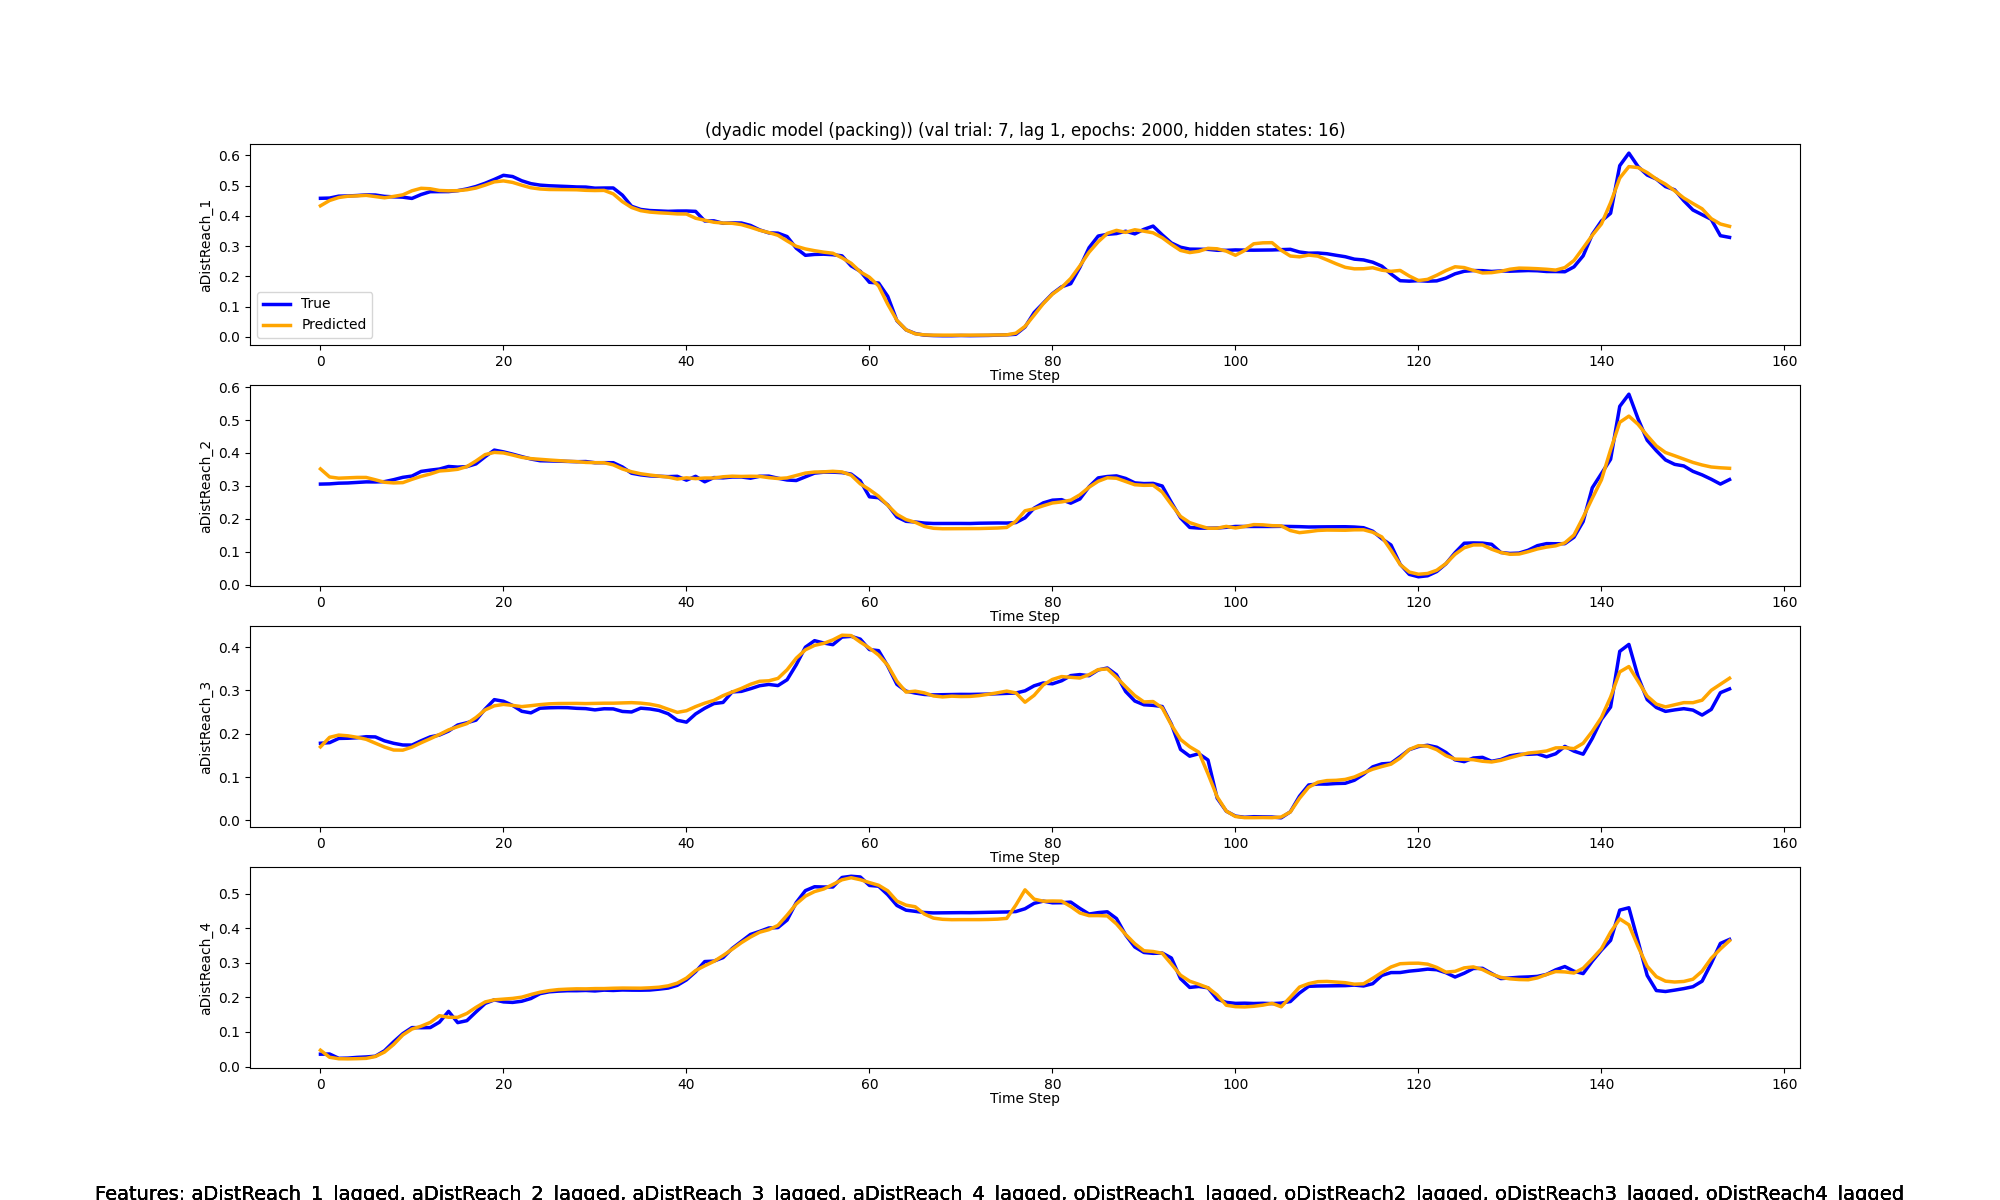 (dyadic model (packing)) (val trial: 7, lag 1, epochs: 2000, hidden states: 16)
aDistReach_1
0.6
0.5
0.4
0.3
0.2
0.1
0.0
True
Predicted
0 20 40 60 80 100 120 140 160
Time Step
aDistReach_2
0.6
0.5
0.4
0.3
0.2
0.1
0.0
0 20 40 60 80 100 120 140 160
Time Step
aDistReach_3
0.4
0.3
0.2
0.1
0.0
0 20 40 60 80 100 120 140 160
Time Step
aDistReach_4
0.5
0.4
0.3
0.2
0.1
0.0
0 20 40 60 80 100 120 140 160
Time Step
Features: aDistReach_1_lagged, aDistReach_2_lagged, aDistReach_3_lagged, aDistReach_4_lagged, oDistReach1_lagged, oDistReach2_lagged, oDistReach3_lagged, oDistReach4_lagged